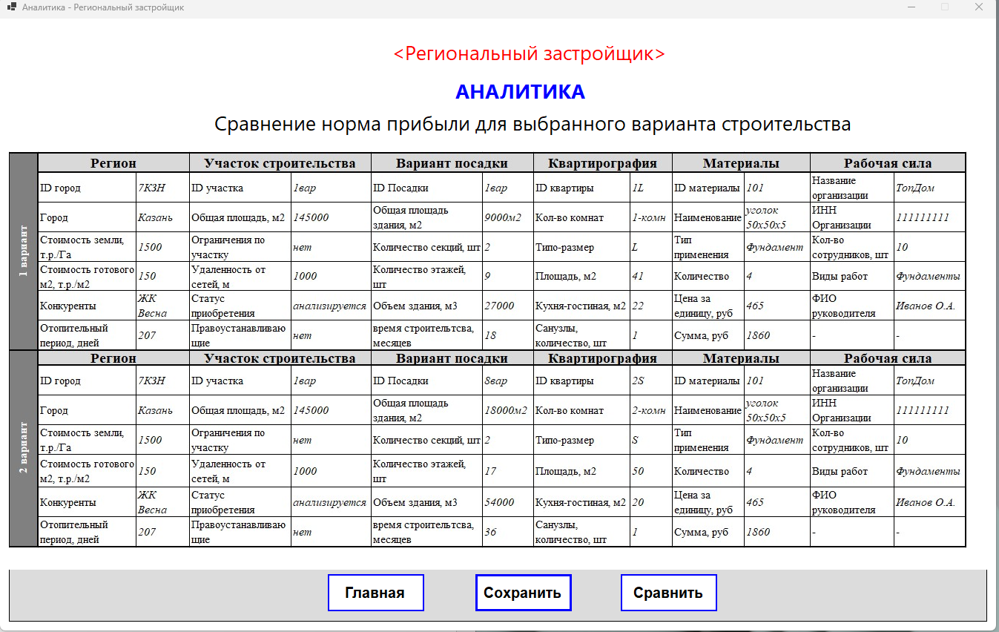 Аналитика - Региональный застройщик
<Региональный застройщик>
АНАЛИТИКА
Сравнение норма прибыли для выбранного варианта строительства
1 вариант
Регион Участок строительства Вариант посадки Квартирография Материалы Рабочая сила
ID город 7КЗН ID участка 1вар ID Посадки 1вар ID квартиры 1L ID материалы 101 Название организации ТопДом
Город Казань Общая площадь, м2 145000 Общая площадь здания, м2 9000м2 Кол-во комнат 1-комн Наименование уголок 50х50х5 ИНН Организации 111111111
Стоимость земли, т.р./Га 1500 Ограничения по участку нет Количество секций, шт 2 Типо-размер L Тип применения Фундамент Кол-во сотрудников, шт 10
Стоимость готового м2, т.р./м2 150 Удаленность от сетей, м 1000 Количество этажей, шт 9 Площадь, м2 41 Количество 4 Виды работ Фундаменты
Конкуренты ЖК Весна Статус приобретения анализируется Объем здания, м3 27000 Кухня-гостиная, м2 22 Цена за единицу, руб 465 ФИО руководителя Иванов О.А.
Отопительный период, дней 207 Правоустанавливаю щие нет время строительтсва, месяцев 18 Санузлы, количество, шт 1 Сумма, руб 1860 - -
2 вариант
Регион Участок строительства Вариант посадки Квартирография Материалы Рабочая сила
ID город 7КЗН ID участка 1вар ID Посадки 8вар ID квартиры 2S ID материалы 101 Название организации ТопДом
Город Казань Общая площадь, м2 145000 Общая площадь здания, м2 18000м2 Кол-во комнат 2-комн Наименование уголок 50х50х5 ИНН Организации 111111111
Стоимость земли, т.р./Га 1500 Ограничения по участку нет Количество секций, шт 2 Типо-размер S Тип применения Фундамент Кол-во сотрудников, шт 10
Стоимость готового м2, т.р./м2 150 Удаленность от сетей, м 1000 Количество этажей, шт 17 Площадь, м2 50 Количество 4 Виды работ Фундаменты
Конкуренты ЖК Весна Статус приобретения анализируется Объем здания, м3 54000 Кухня-гостиная, м2 20 Цена за единицу, руб 465 ФИО руководителя Иванов О.А.
Отопительный период, дней 207 Правоустанавливаю щие нет время строительтсва, месяцев 36 Санузлы, количество, шт 1 Сумма, руб 1860 - -
Главная Сохранить Сравнить